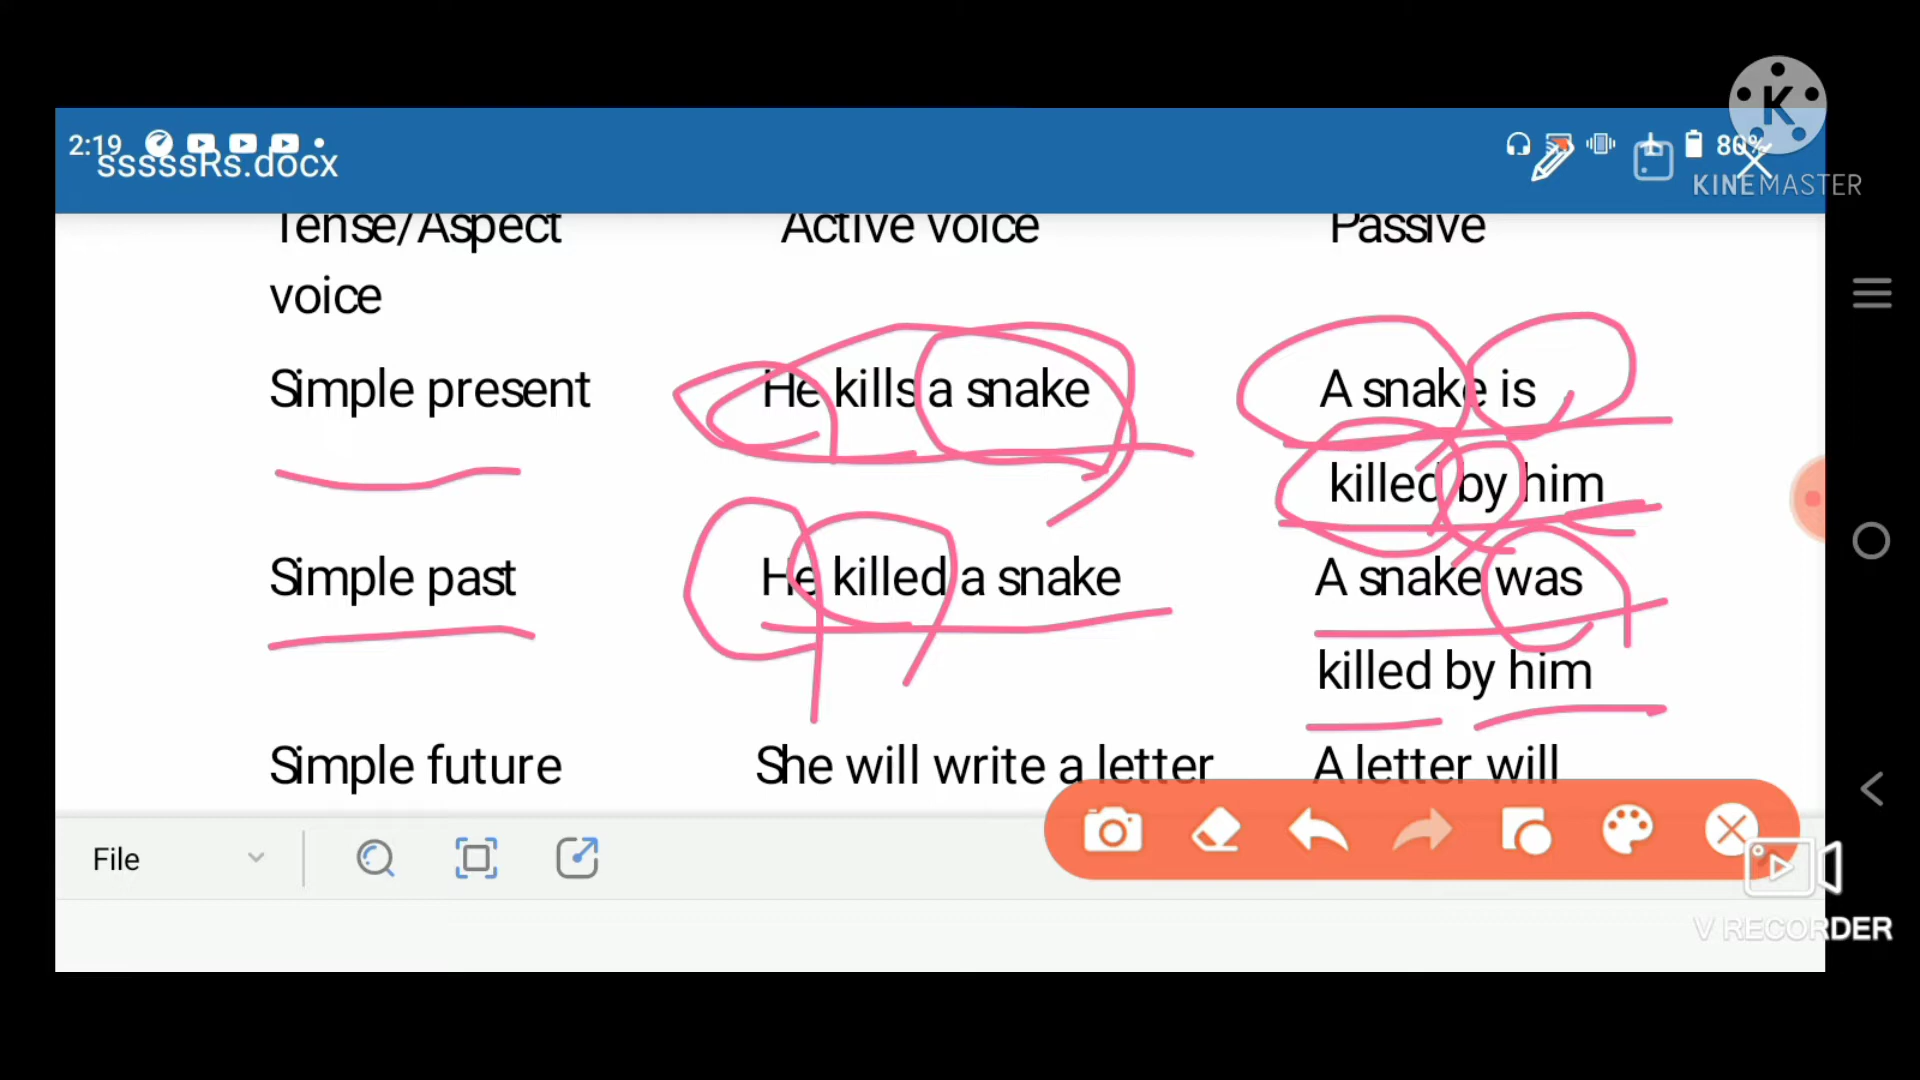 2:19
80%
sssssRs.docx
KINEMASTER
Tense/Aspect Active voice Passive
voice
Simple present He kills a snake A snake is
killed by him
Simple past He killed a snake A snake was
killed by him
Simple future She will write a letter A letter will
File
V RECORDER